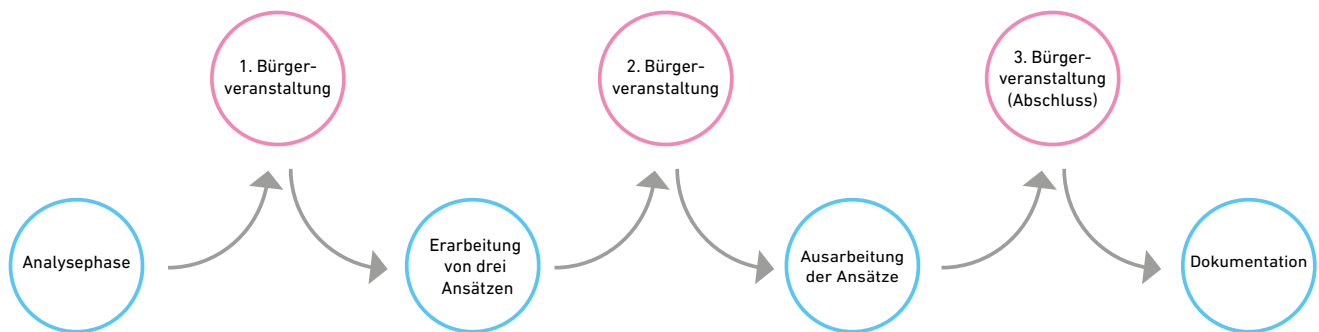 1. Bürger-
veranstaltung
2. Bürger-
veranstaltung
3. Bürger-
veranstaltung
(Abschluss)
Analysephase
Erarbeitung
von drei
Ansätzen
Ausarbeitung
der Ansätze
Dokumentation